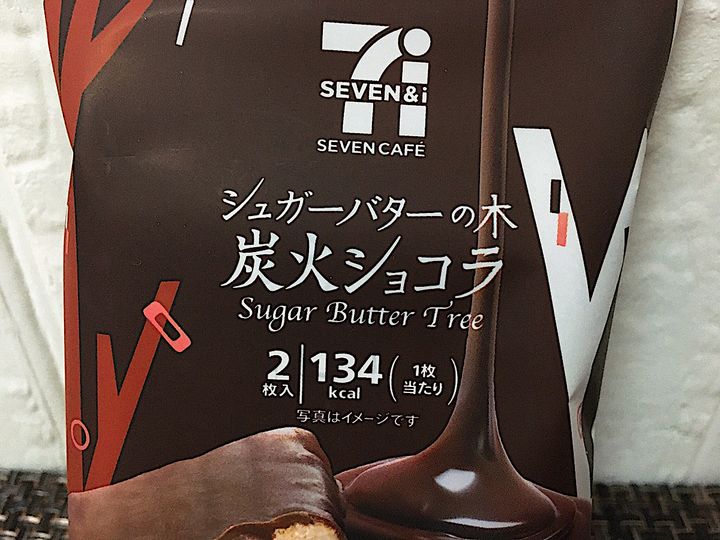 SEVEN&i
SEVEN CAFÉ
シュガーバターの木
炭火ショコラ
Sugar Butter Tree
2枚入 134kcal (1枚当たり)
写真はイメージです